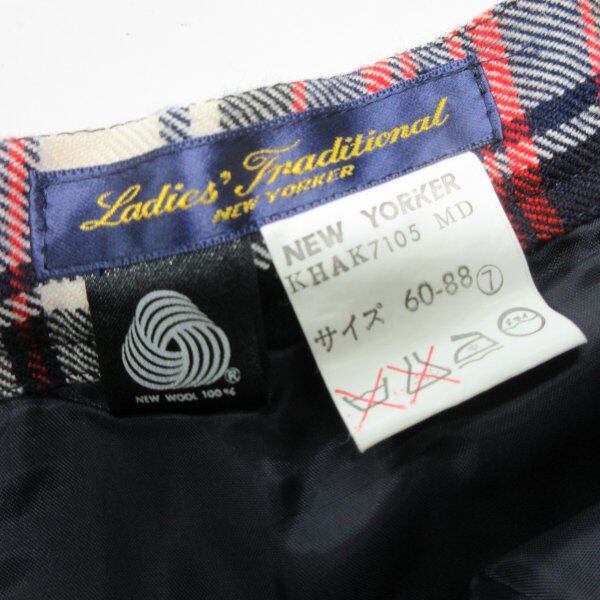 Ladies' Traditional
NEW YORKER
NEW YORKER
KHAK7105 MD
サイズ 60-88 ⑦
®
NEW WOOL 100%